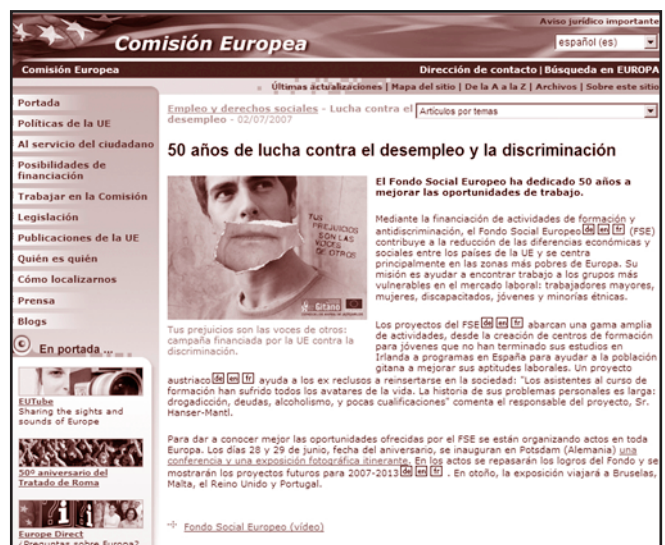 Aviso jurídico importante
Comisión Europea
español (es)
Comisión Europea
Dirección de contacto | Búsqueda en EUROPA
Últimas actualizaciones | Mapa del sitio | De la A a la Z | Archivos | Sobre este sitio
Portada
Políticas de la UE
Al servicio del ciudadano
Posibilidades de
financiación
Trabajar en la Comisión
Legislación
Publicaciones de la UE
Quién es quién
Cómo localizarnos
Prensa
Blogs
En portada ...
EUTube
Sharing the sights and
sounds of Europe
50º aniversario del
Tratado de Roma
Europe Direct
¿Preguntas sobre Europa?
Empleo y derechos sociales - Lucha contra el
desempleo - 02/07/2007
Artículos por temas
50 años de lucha contra el desempleo y la discriminación
TUS
PREJUICIOS
SON LAS
VOCES
DE OTROS
Gitano
Tus prejuicios son las voces de otros:
campaña financiada por la UE contra la
discriminación.
El Fondo Social Europeo ha dedicado 50 años a
mejorar las oportunidades de trabajo.
Mediante la financiación de actividades de formación y
antidiscriminación, el Fondo Social Europeo de en fr (FSE)
contribuye a la reducción de las diferencias económicas y
sociales entre los países de la UE y se centra
principalmente en las zonas más pobres de Europa. Su
misión es ayudar a encontrar trabajo a los grupos más
vulnerables en el mercado laboral: trabajadores mayores,
mujeres, discapacitados, jóvenes y minorías étnicas.
Los proyectos del FSE de en fr abarcan una gama amplia
de actividades, desde la creación de centros de formación
para jóvenes que no han terminado sus estudios en
Irlanda a programas en España para ayudar a la población
gitana a mejorar sus aptitudes laborales. Un proyecto
austriaco de en fr ayuda a los ex reclusos a reinsertarse en la sociedad: "Los asistentes al curso de
formación han sufrido todos los avatares de la vida. La historia de sus problemas personales es larga:
drogadicción, deudas, alcoholismo, y pocas cualificaciones" comenta el responsable del proyecto, Sr.
Hanser-Mantl.
Para dar a conocer mejor las oportunidades ofrecidas por el FSE se están organizando actos en toda
Europa. Los días 28 y 29 de junio, fecha del aniversario, se inauguran en Potsdam (Alemania) una
conferencia y una exposición fotográfica itinerante. En los actos se repasarán los logros del Fondo y se
mostrarán los proyectos futuros para 2007-2013 de en fr . En otoño, la exposición viajará a Bruselas,
Malta, el Reino Unido y Portugal.
Fondo Social Europeo (vídeo)